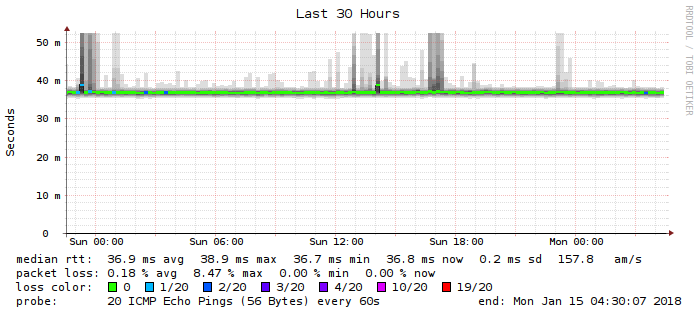 Last 30 Hours
RRDTOOL / TOBI OETIKER
Seconds
50 m
40 m
30 m
20 m
10 m
0
Sun 00:00 Sun 06:00 Sun 12:00 Sun 18:00 Mon 00:00
median rtt: 36.9 ms avg 38.9 ms max 36.7 ms min 36.8 ms now 0.2 ms sd 157.8 am/s
packet loss: 0.18 % avg 8.47 % max 0.00 % min 0.00 % now
loss color: 0 1/20 2/20 3/20 4/20 10/20 19/20
probe: 20 ICMP Echo Pings (56 Bytes) every 60s end: Mon Jan 15 04:30:07 2018